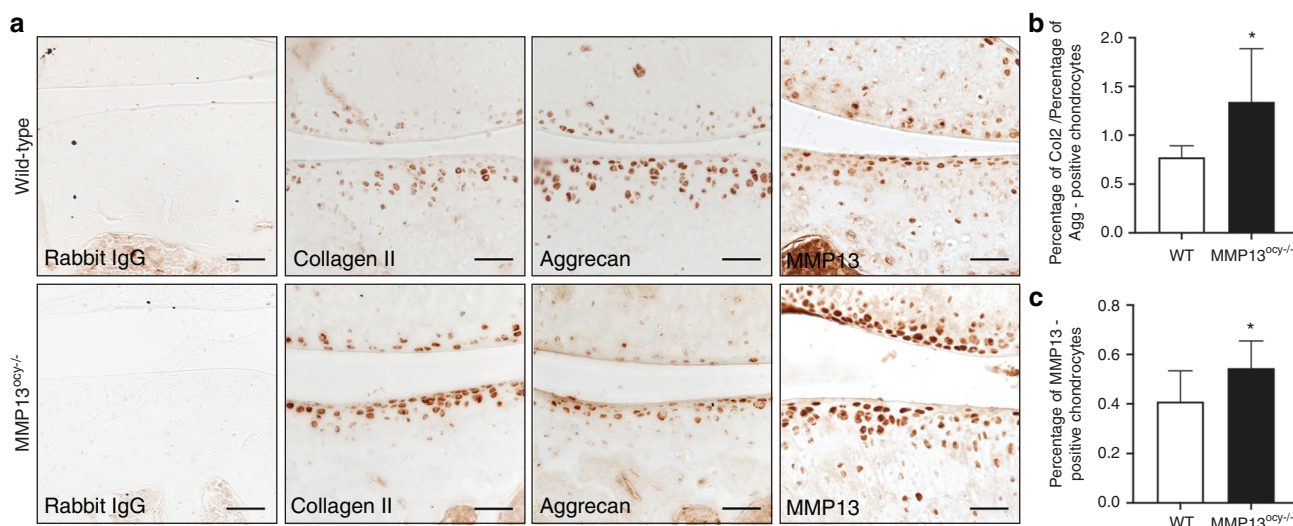 a
Wild-type
Rabbit IgG
Collagen II
Aggrecan
MMP13
MMP13ocy-/-
Rabbit IgG
Collagen II
Aggrecan
MMP13
b
Percentage of Col2 /Percentage of
Agg - positive chondrocytes
2.0
1.5
1.0
0.5
0.0
*
WT
MMP13ocy-/-
c
Percentage of MMP13 -
positive chondrocytes
0.8
0.6
0.4
0.2
0.0
*
WT
MMP13ocy-/-